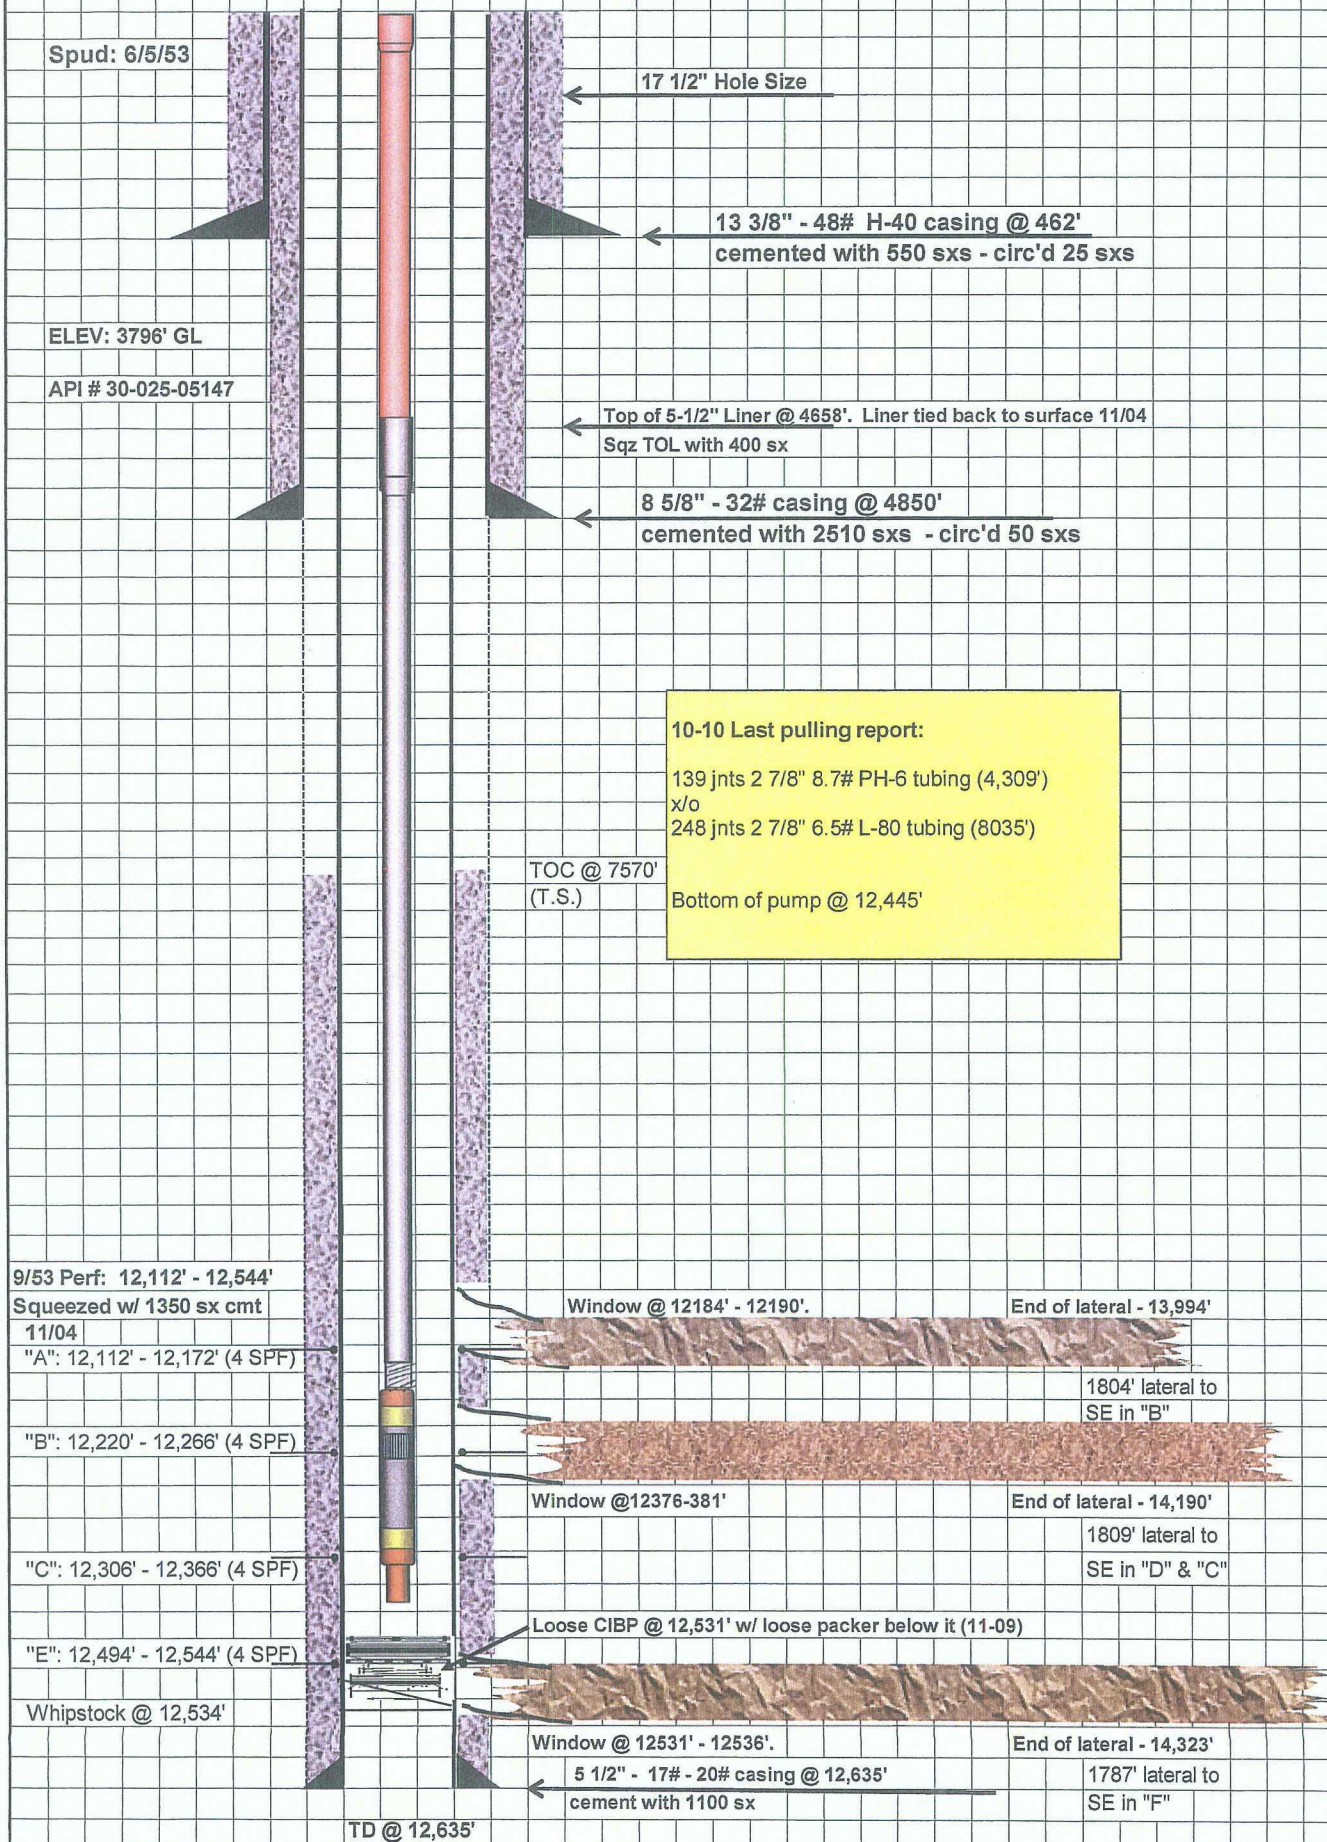 Spud: 6/5/53
17 1/2" Hole Size
13 3/8" - 48# H-40 casing @ 462'
cemented with 550 sxs - circ'd 25 sxs
ELEV: 3796' GL
API # 30-025-05147
Top of 5-1/2" Liner @ 4658'. Liner tied back to surface 11/04
Sqz TOL with 400 sx
8 5/8" - 32# casing @ 4850'
cemented with 2510 sxs - circ'd 50 sxs
10-10 Last pulling report:
139 jnts 2 7/8" 8.7# PH-6 tubing (4,309')
x/o
248 jnts 2 7/8" 6.5# L-80 tubing (8035')
Bottom of pump @ 12,445'
TOC @ 7570'
(T.S.)
9/53 Perf: 12,112' - 12,544'
Squeezed w/ 1350 sx cmt
11/04
"A": 12,112' - 12,172' (4 SPF)
Window @ 12184' - 12190'.
End of lateral - 13,994'
1804' lateral to
SE in "B"
"B": 12,220' - 12,266' (4 SPF)
Window @12376-381'
End of lateral - 14,190'
1809' lateral to
SE in "D" & "C"
"C": 12,306' - 12,366' (4 SPF)
Loose CIBP @ 12,531' w/ loose packer below it (11-09)
"E": 12,494' - 12,544' (4 SPF)
Whipstock @ 12,534'
Window @ 12531' - 12536'.
End of lateral - 14,323'
1787' lateral to
SE in "F"
5 1/2" - 17# - 20# casing @ 12,635'
cement with 1100 sx
TD @ 12,635'